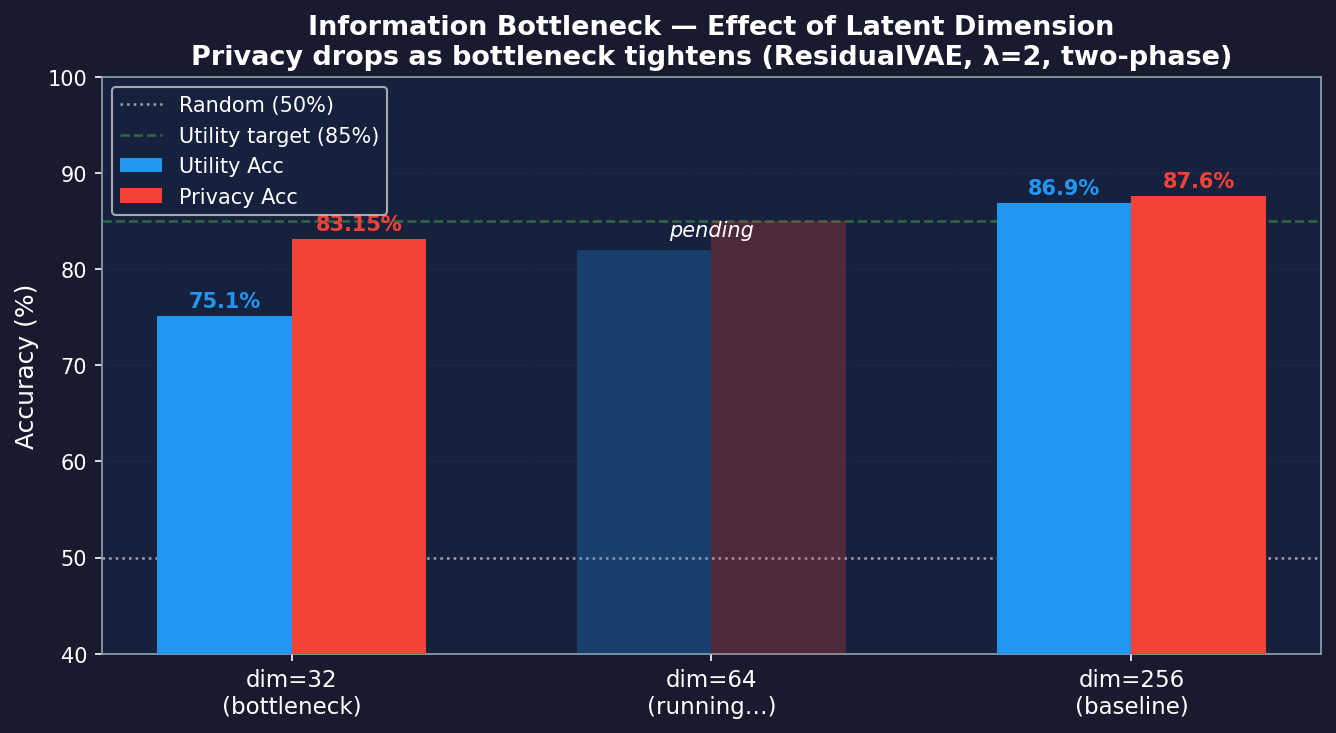 Information Bottleneck — Effect of Latent Dimension
Privacy drops as bottleneck tightens (ResidualVAE, λ=2, two-phase)
Random (50%)
Utility target (85%)
Utility Acc
Privacy Acc
Accuracy (%)
100
90
80
70
60
50
40
75.1%
83.15%
pending
86.9%
87.6%
dim=32
(bottleneck)
dim=64
(running...)
dim=256
(baseline)